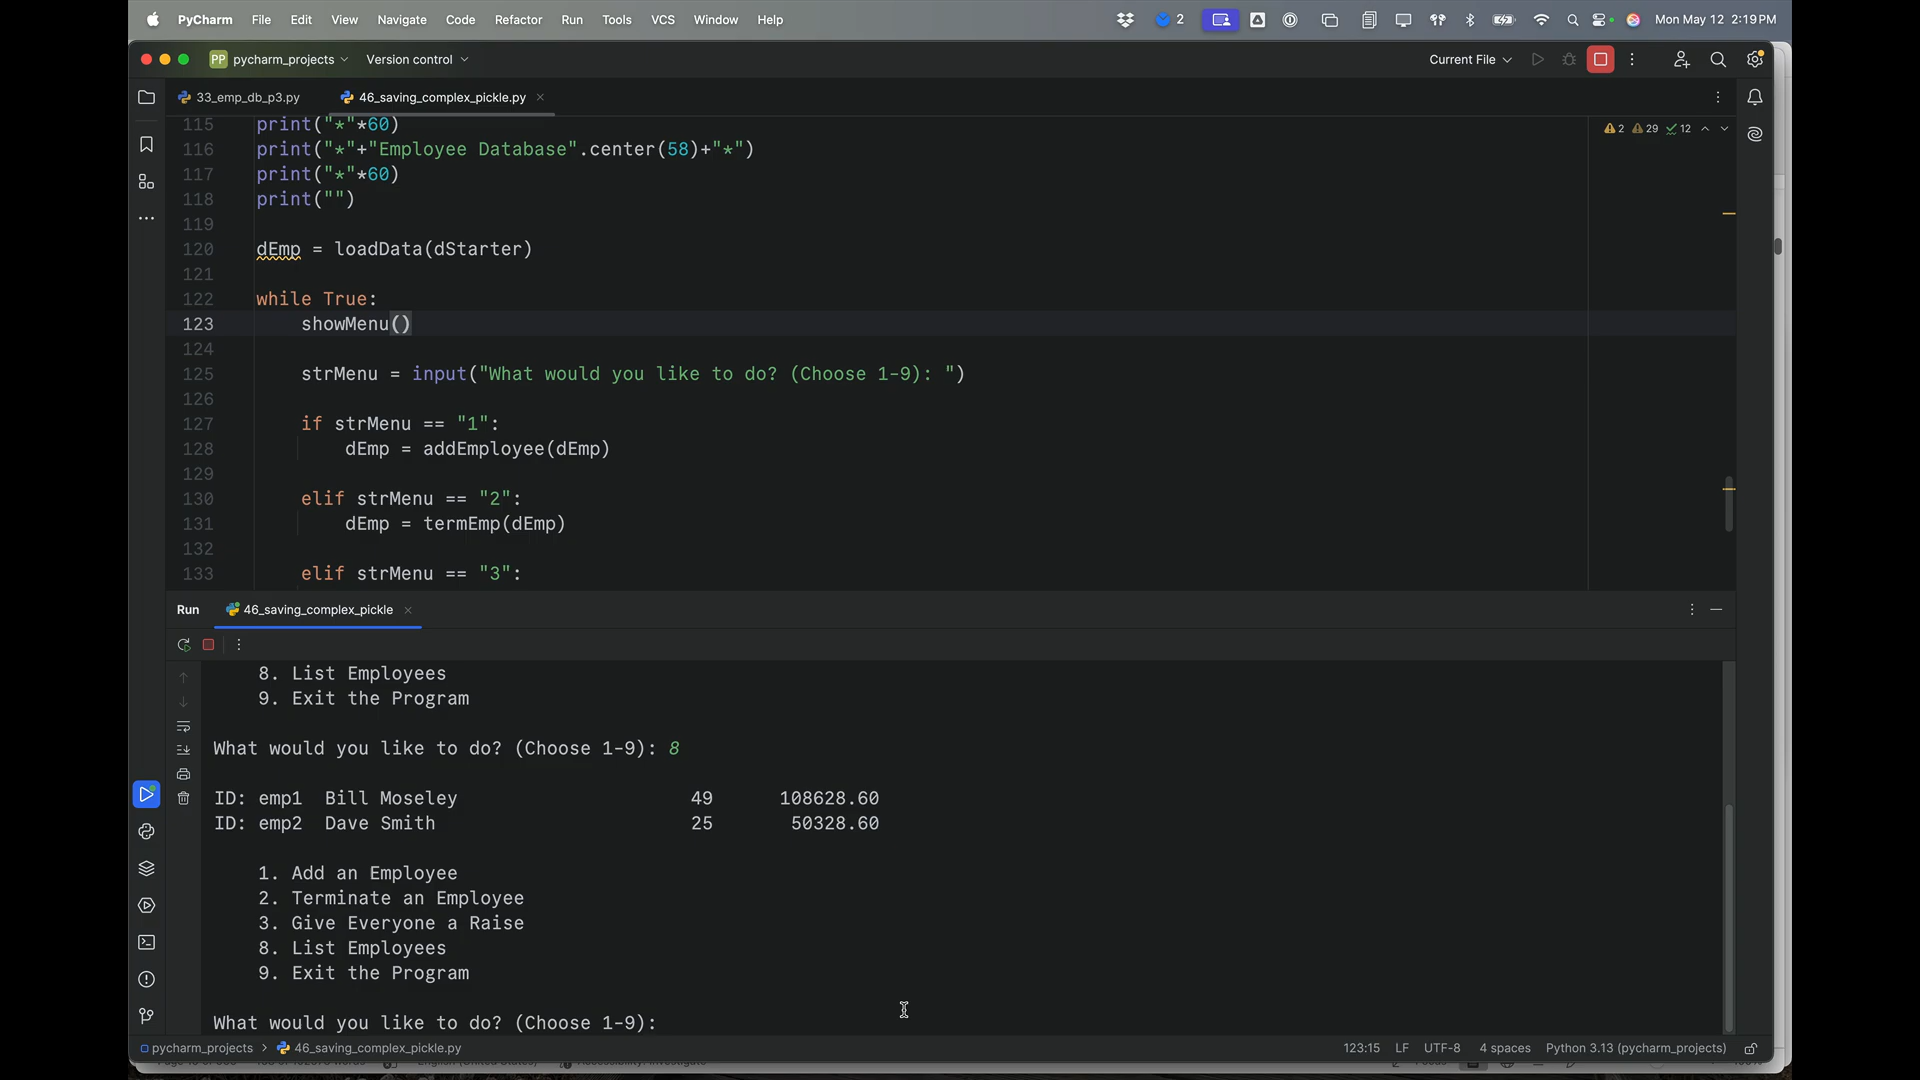 PyCharm File Edit View Navigate Code Refactor Run Tools VCS Window Help 2 Mon May 12 2:19 PM
PP pycharm_projects Version control Current File
33_emp_db_p3.py 46_saving_complex_pickle.py
2 29 12
115 print("*"*60)
116 print("*"+"Employee Database".center(58)+"*")
117 print("*"*60)
118 print("")
119
120 dEmp = loadData(dStarter)
121
122 while True:
123 showMenu()
124
125 strMenu = input("What would you like to do? (Choose 1-9): ")
126
127 if strMenu == "1":
128 dEmp = addEmployee(dEmp)
129
130 elif strMenu == "2":
131 dEmp = termEmp(dEmp)
132
133 elif strMenu == "3":
Run 46_saving_complex_pickle
8. List Employees
9. Exit the Program
What would you like to do? (Choose 1-9): 8
ID: emp1 Bill Moseley 49 108628.60
ID: emp2 Dave Smith 25 50328.60
1. Add an Employee
2. Terminate an Employee
3. Give Everyone a Raise
8. List Employees
9. Exit the Program
What would you like to do? (Choose 1-9):
pycharm_projects 46_saving_complex_pickle.py 123:15 LF UTF-8 4 spaces Python 3.13 (pycharm_projects)